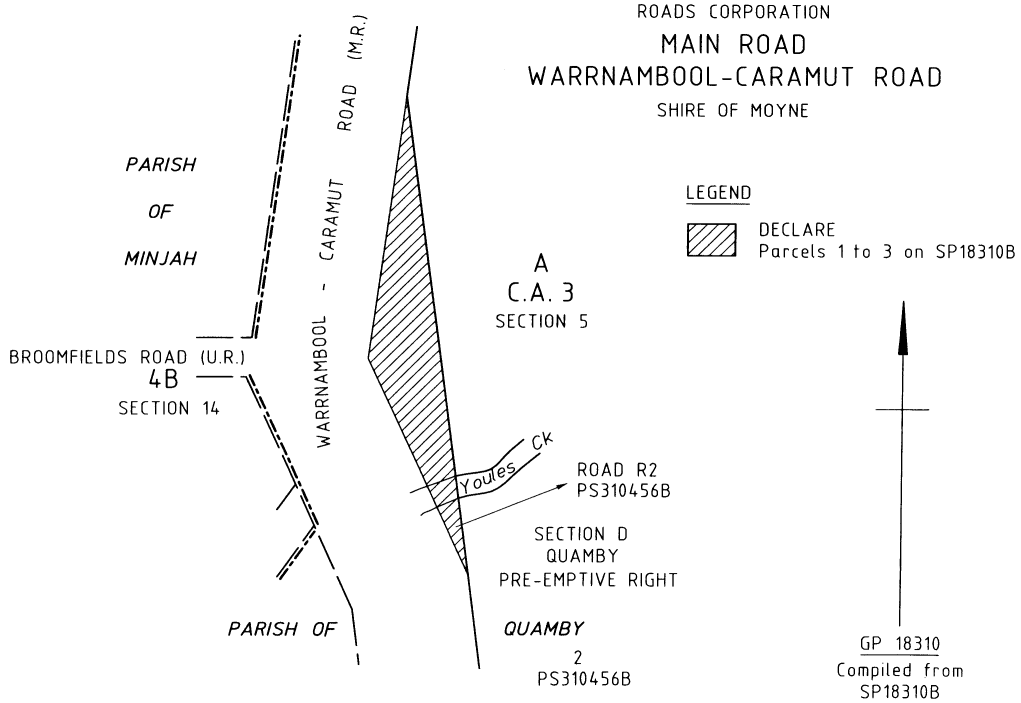 ROADS CORPORATION
MAIN ROAD
WARRNAMBOOL-CARAMUT ROAD
SHIRE OF MOYNE
LEGEND
DECLARE
Parcels 1 to 3 on SP18310B
PARISH
OF
MINJAH
WARRNAMBOOL - CARAMUT ROAD (M.R.)
A
C.A. 3
SECTION 5
BROOMFIELDS ROAD (U.R.)
4B
SECTION 14
Youles Ck
ROAD R2
PS310456B
SECTION D
QUAMBY
PRE-EMPTIVE RIGHT
PARISH OF QUAMBY
2
PS310456B
GP 18310
Compiled from
SP18310B